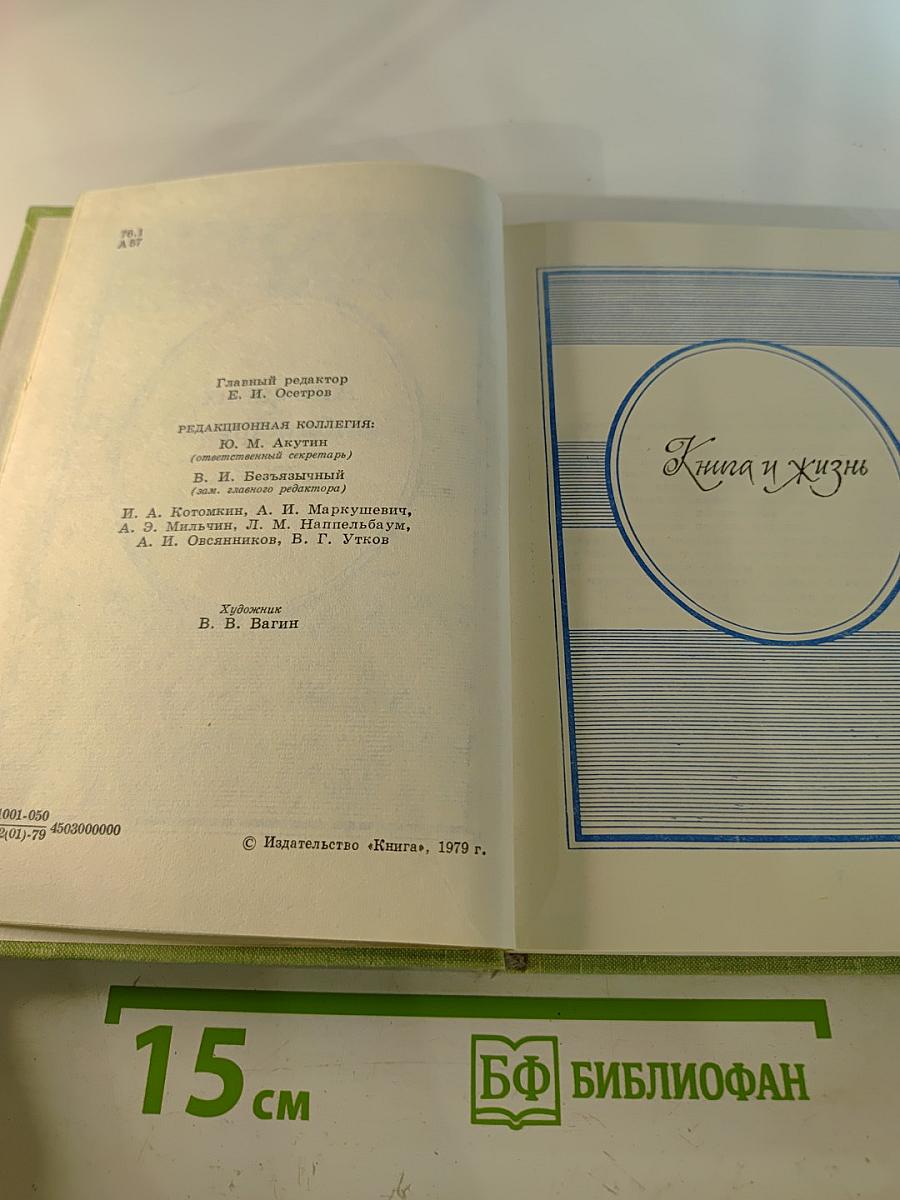 76.1
А 57
Главный редактор
Е. И. Осетров
РЕДАКЦИОННАЯ КОЛЛЕГИЯ:
Ю. М. Акутин
(ответственный секретарь)
В. И. Безъязычный
(зам. главного редактора)
И. А. Котомкин, А. И. Маркушевич,
А. Э. Мильчин, Л. М. Наппельбаум,
А. И. Овсянников, В. Г. Утков
Художник
В. В. Вагин
1001-050
2(01)-79 4503000000
© Издательство «Книга», 1979 г.
Книга и жизнь
15 см
БФ БИБЛИОФАН